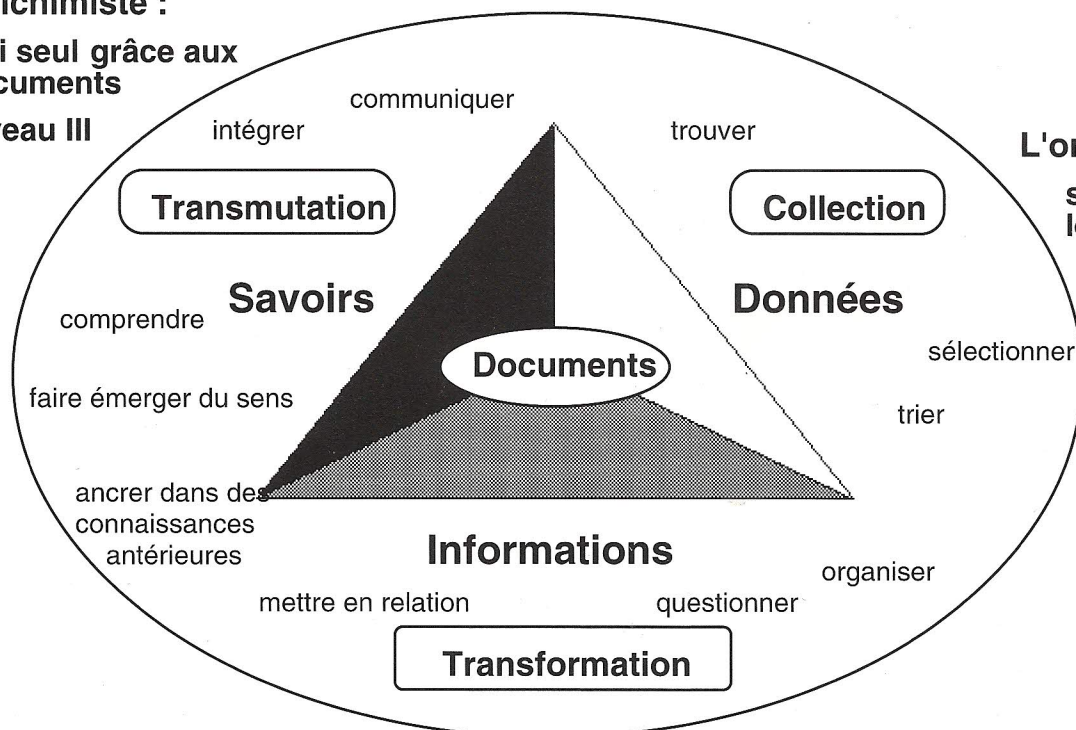 lchimiste :
i seul grâce aux
cuments
eau III
communiquer
intégrer
trouver
L'o
Transmutation
Collection
Savoirs
Données
comprendre
Documents
sélectionner
faire émerger du sens
trier
ancrer dans des
connaissances
antérieures
Informations
organiser
mettre en relation
questionner
Transformation